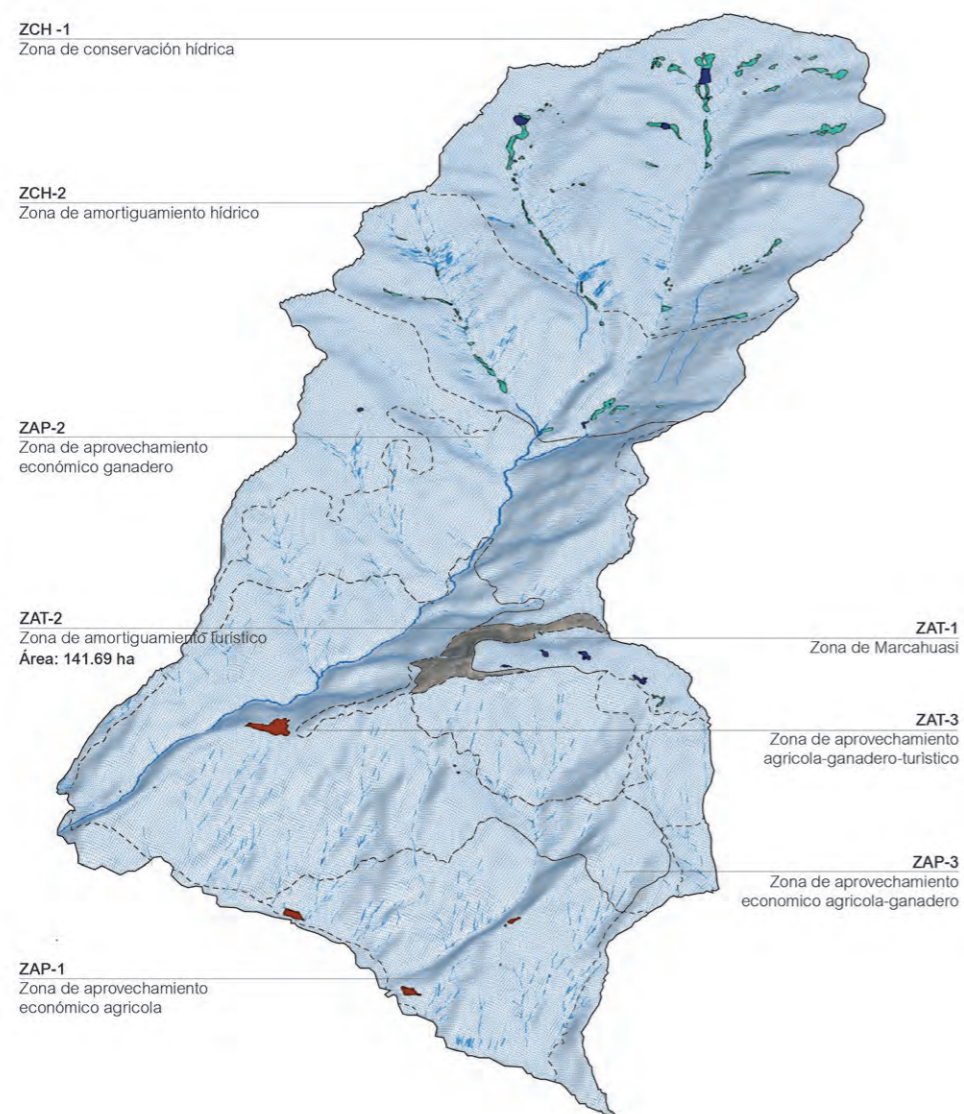 ZCH -1
Zona de conservación hídrica
ZCH-2
Zona de amortiguamiento hídrico
ZAP-2
Zona de aprovechamiento
económico ganadero
ZAT-2
Zona de amortiguamiento turistico
Área: 141.69 ha
ZAT-1
Zona de Marcahuasi
ZAT-3
Zona de aprovechamiento
agricola-ganadero-turistico
ZAP-3
Zona de aprovechamiento
economico agricola-ganadero
ZAP-1
Zona de aprovechamiento
económico agricola